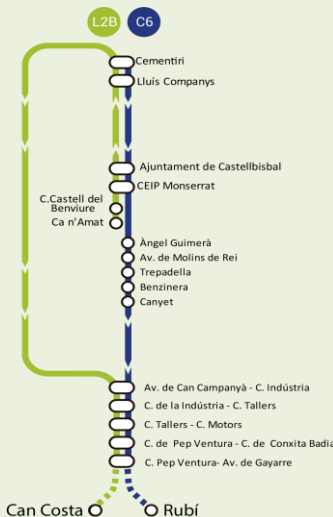 L2B C6
Cementiri
Lluís Companys
Ajuntament de Castellbisbal
CEIP Monserrat
C.Castell del
Benviure
Ca n'Amat
Àngel Guimerà
Av. de Molins de Rei
Trepadella
Benzinera
Canyet
Av. de Can Campanyà - C. Indústria
C. de la Indústria - C. Tallers
C. Tallers - C. Motors
C. de Pep Ventura - C. de Conxita Badia
C. Pep Ventura- Av. de Gayarre
Can Costa Rubí